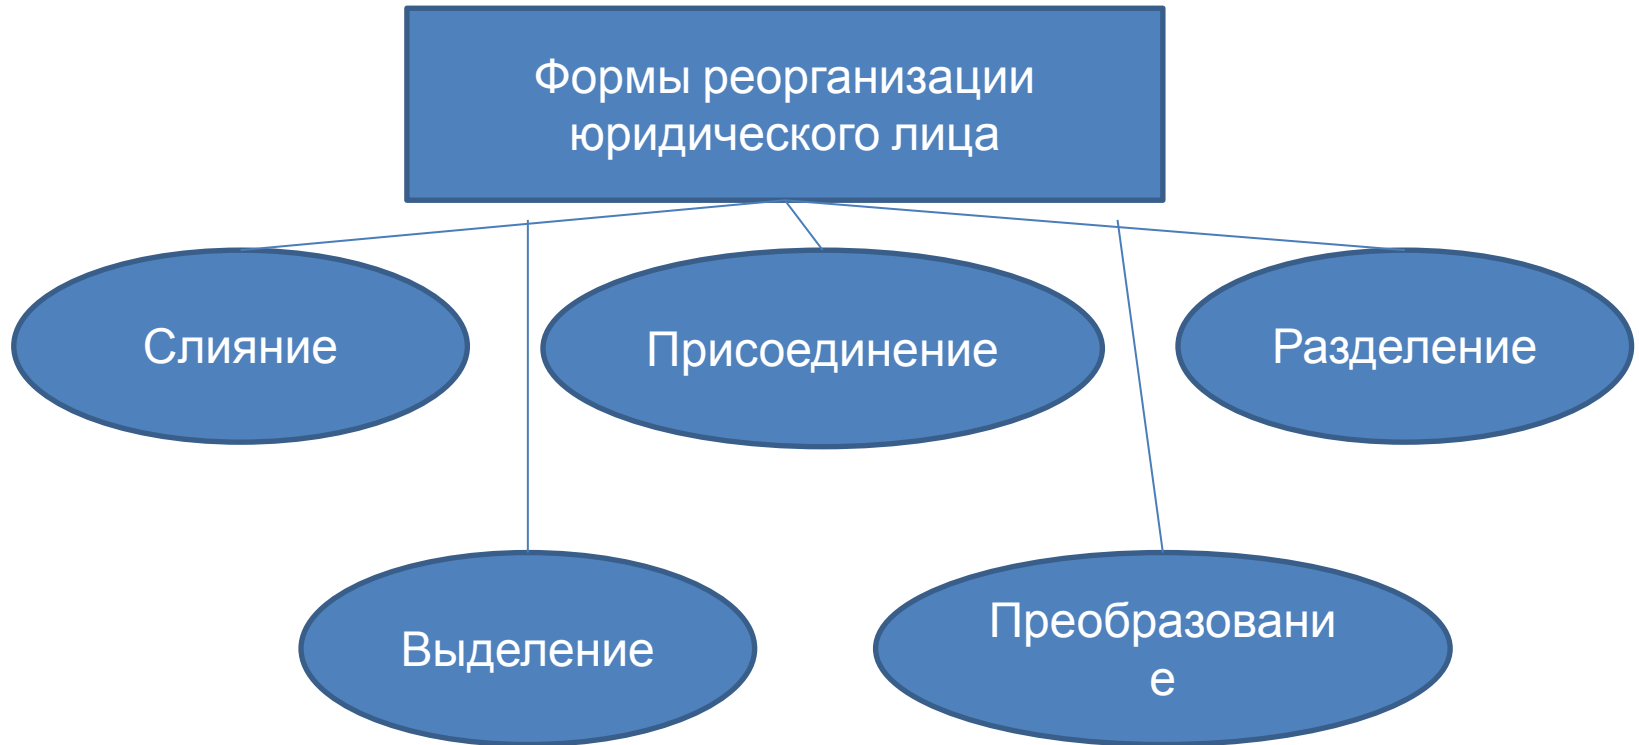 Формы реорганизации
юридического лица
Слияние
Присоединение
Разделение
Выделение
Преобразовани
е